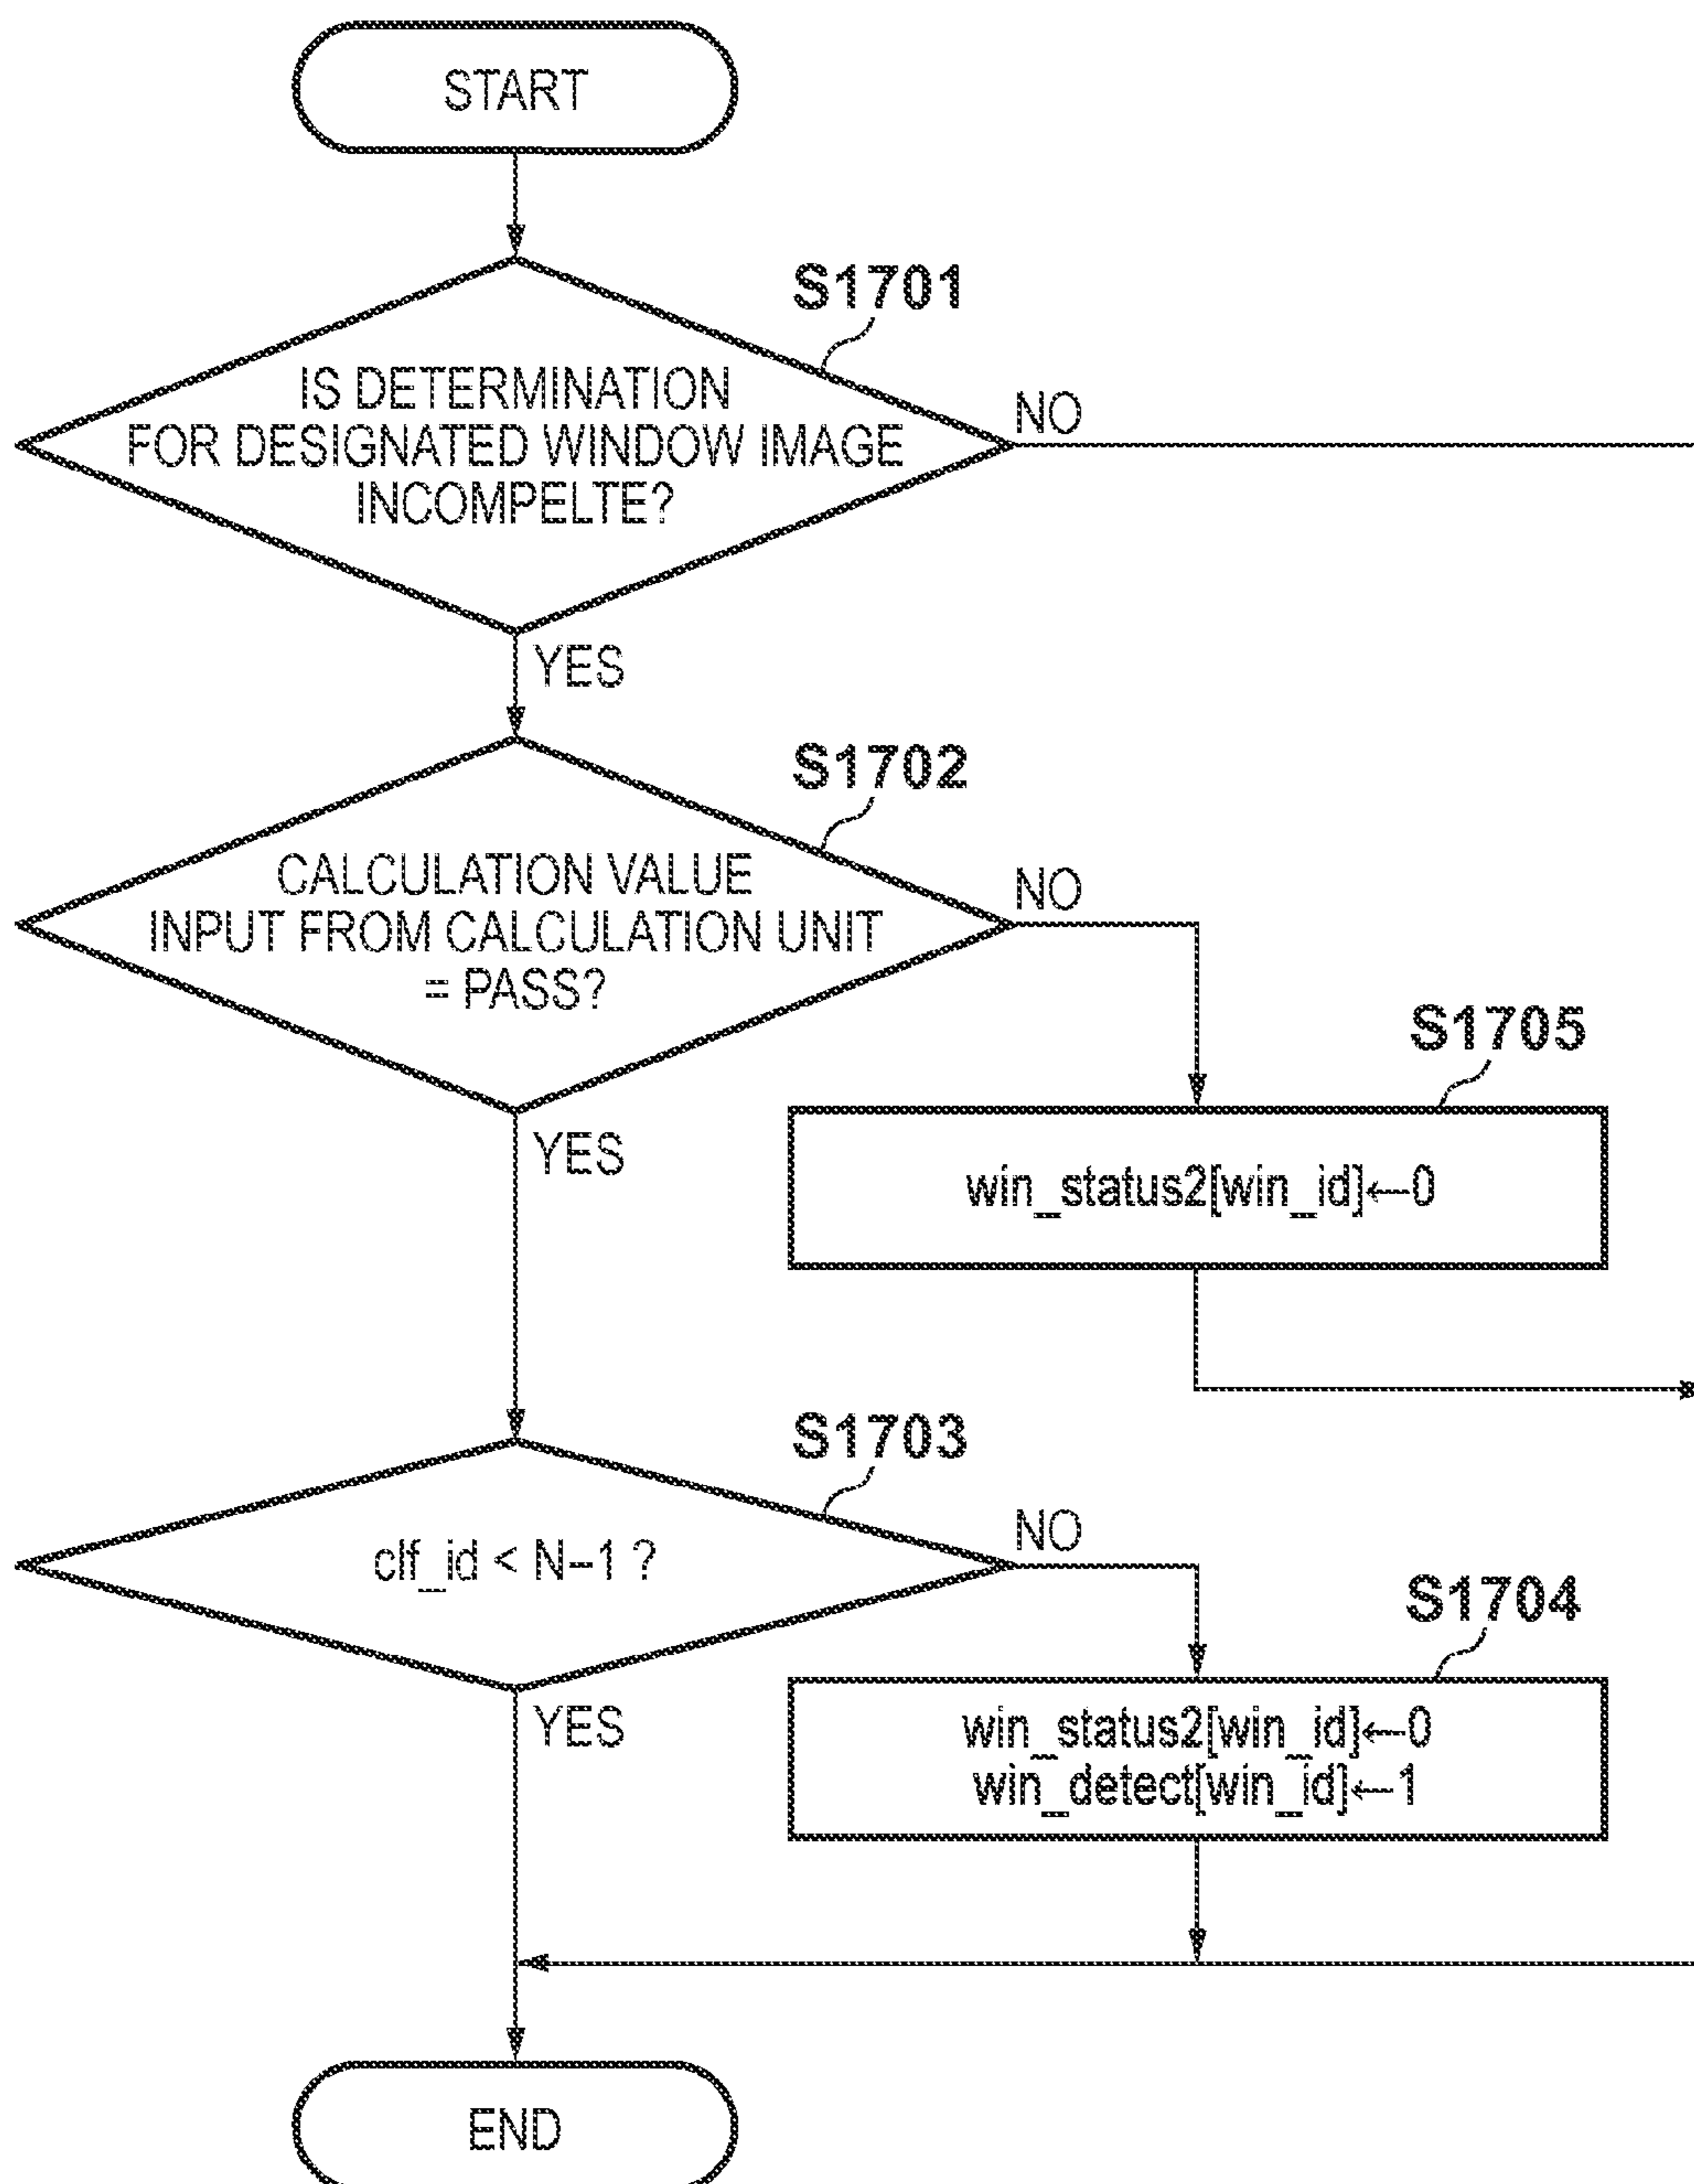 START
S1701
IS DETERMINATION
FOR DESIGNATED WINDOW IMAGE
INCOMPELTE?
NO
YES
S1702
CALCULATION VALUE
INPUT FROM CALCULATION UNIT
= PASS?
NO
YES
S1705
win_status2[win_id]←0
S1703
clf_id < N-1 ?
NO
YES
S1704
win_status2[win_id]←0
win_detect[win_id]←1
END